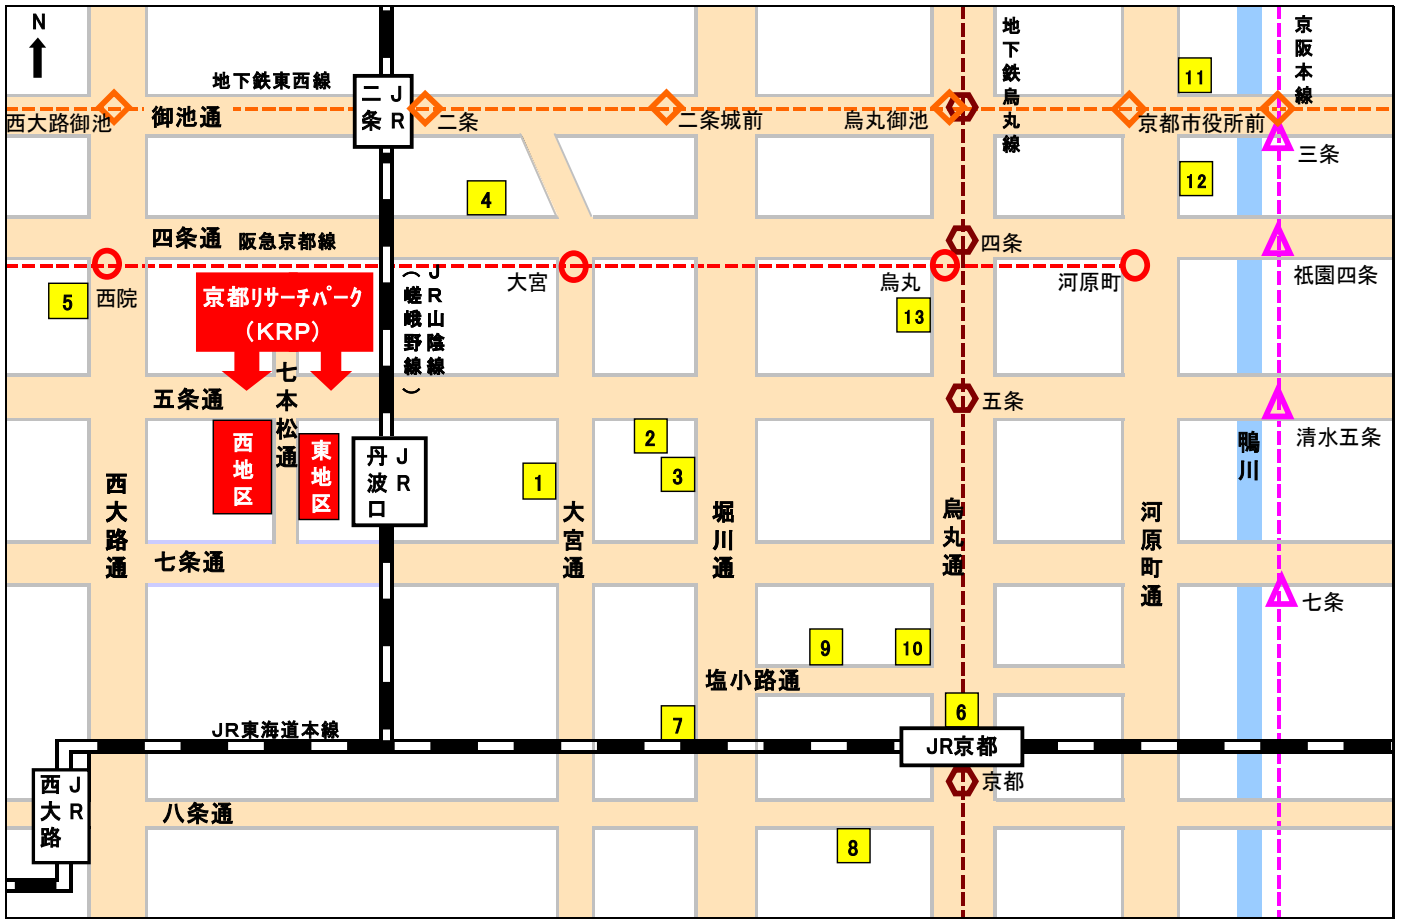 N
地下鉄東西線
御池通
西大路御池
JR二条
二条
二条城前
烏丸御池
地下鉄烏丸線
京都市役所前
京阪本線
11
三条
12
4
四条通
阪急京都線
四条
西院
大宮
烏丸
河原町
祇園四条
5
京都リサーチパーク
(KRP)
JR山陰線
(嵯峨野線)
13
五条通
七本松通
五条
清水五条
西地区
東地区
JR丹波口
2
3
1
鴨川
西大路通
大宮通
堀川通
烏丸通
河原町通
七条通
七条
9
10
塩小路通
6
7
JR東海道本線
JR京都
京都
JR西大路
八条通
8